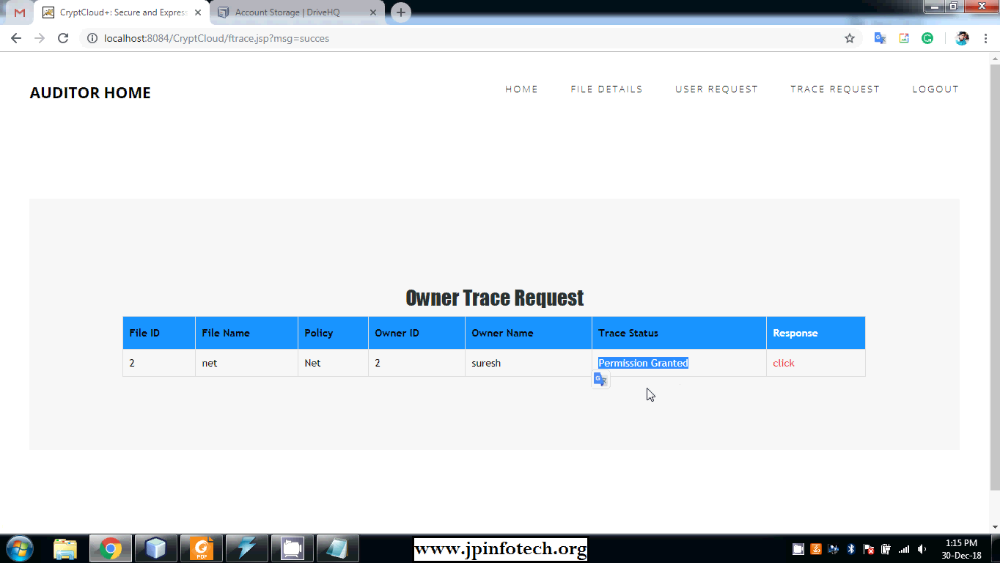 CryptCloud+: Secure and Express
Account Storage | DriveHQ
localhost:8084/CryptCloud/ftrace.jsp?msg=succes
AUDITOR HOME
HOME FILE DETAILS USER REQUEST TRACE REQUEST LOGOUT
Owner Trace Request
File ID File Name Policy Owner ID Owner Name Trace Status Response
2 net Net 2 suresh Permission Granted click
PDF
www.jpinfotech.org
1:15 PM
30-Dec-18